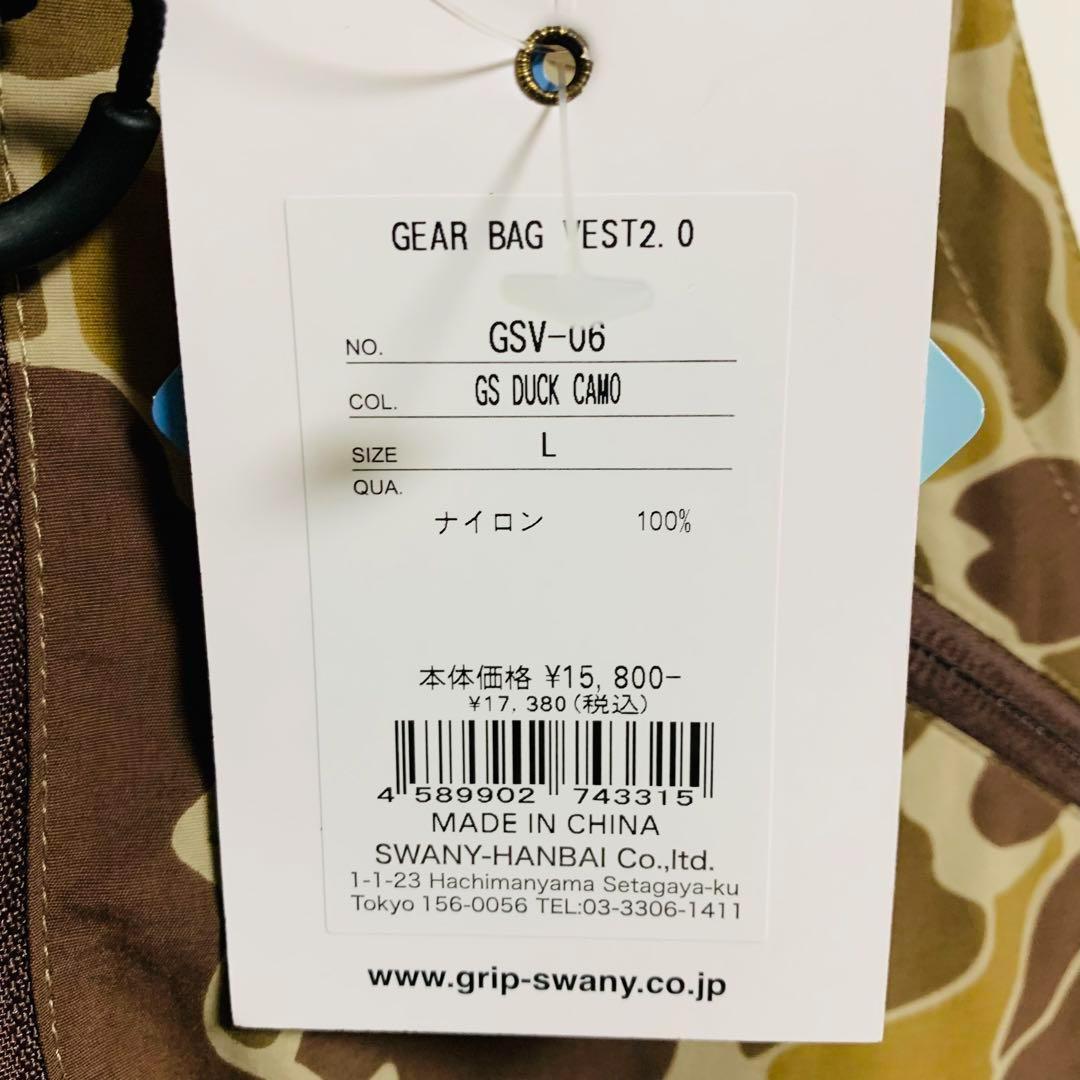 GEAR BAG VEST2.0
NO. GSV-06
COL. GS DUCK CAMO
SIZE L
QUA.
ナイロン 100%
本体価格 ¥15,800-
¥17,380(税込)
4 589902 743315
MADE IN CHINA
SWANY-HANBAI Co.,ltd.
1-1-23 Hachimanyama Setagaya-ku
Tokyo 156-0056 TEL:03-3306-1411
www.grip-swany.co.jp